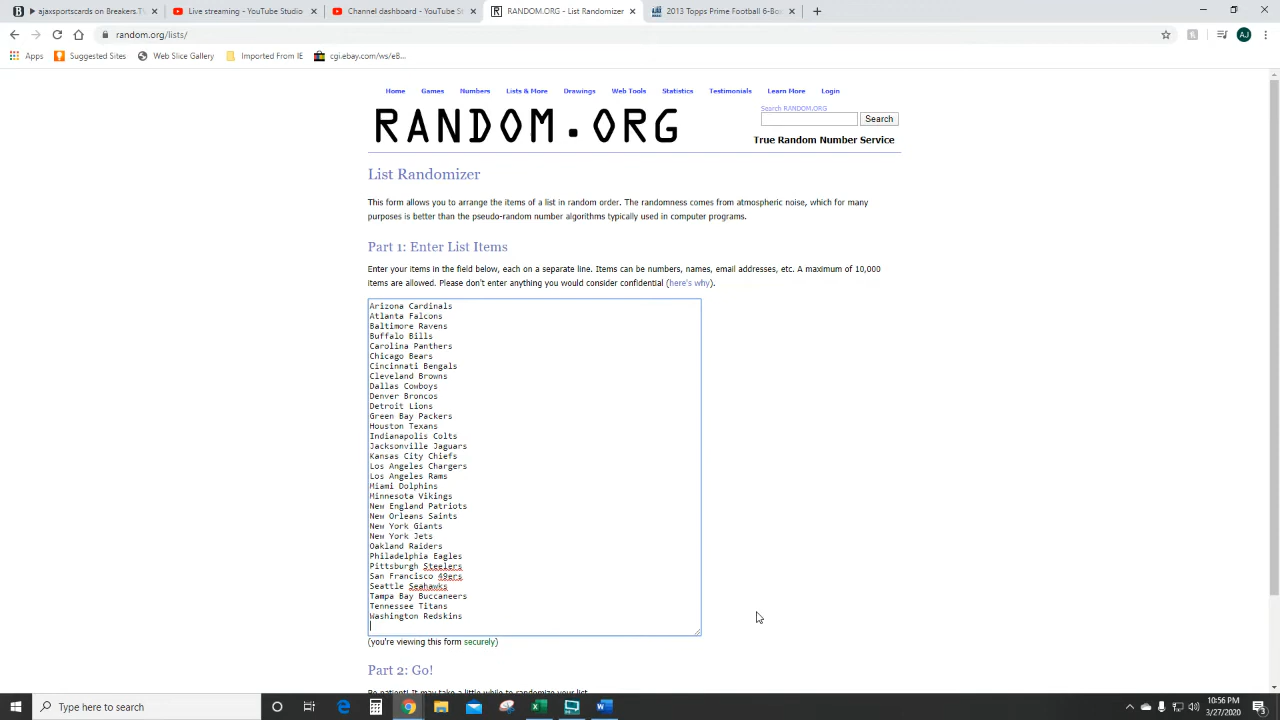 ajaxsportscards on Breakers.T
Live streaming - YouTube Studio
Channel dashboard - YouTube S
RANDOM.ORG - List Randomizer
2013 Topps Prime Football 6-Bo
random.org/lists/
AJ
Apps
Suggested Sites
Web Slice Gallery
Imported From IE
cgi.ebay.com/ws/e8...
Home
Games
Numbers
Lists & More
Drawings
Web Tools
Statistics
Testimonials
Learn More
Login
RANDOM.ORG
Search RANDOM.ORG
Search
True Random Number Service
List Randomizer
This form allows you to arrange the items of a list in random order. The randomness comes from atmospheric noise, which for many
purposes is better than the pseudo-random number algorithms typically used in computer programs.
Part 1: Enter List Items
Enter your items in the field below, each on a separate line. Items can be numbers, names, email addresses, etc. A maximum of 10,000
items are allowed. Please don't enter anything you would consider confidential (here's why).
Arizona Cardinals
Atlanta Falcons
Baltimore Ravens
Buffalo Bills
Carolina Panthers
Chicago Bears
Cincinnati Bengals
Cleveland Browns
Dallas Cowboys
Denver Broncos
Detroit Lions
Green Bay Packers
Houston Texans
Indianapolis Colts
Jacksonville Jaguars
Kansas City Chiefs
Los Angeles Chargers
Los Angeles Rams
Miami Dolphins
Minnesota Vikings
New England Patriots
New Orleans Saints
New York Giants
New York Jets
Oakland Raiders
Philadelphia Eagles
Pittsburgh Steelers
San Francisco 49ers
Seattle Seahawks
Tampa Bay Buccaneers
Tennessee Titans
Washington Redskins
(you're viewing this form securely)
Part 2: Go!
Be patient! It may take a little while to randomize your list.
Type here to search
10:56 PM
3/27/2020